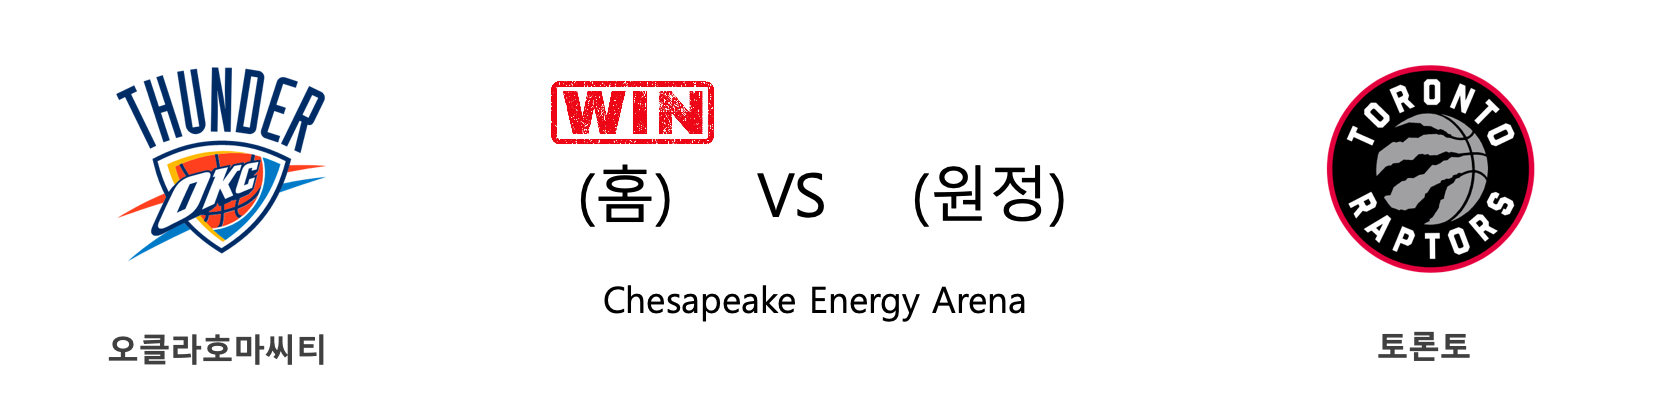 THUNDER
OKC
오클라호마씨티
WIN
(홈) VS (원정)
Chesapeake Energy Arena
TORONTO
RAPTORS
토론토